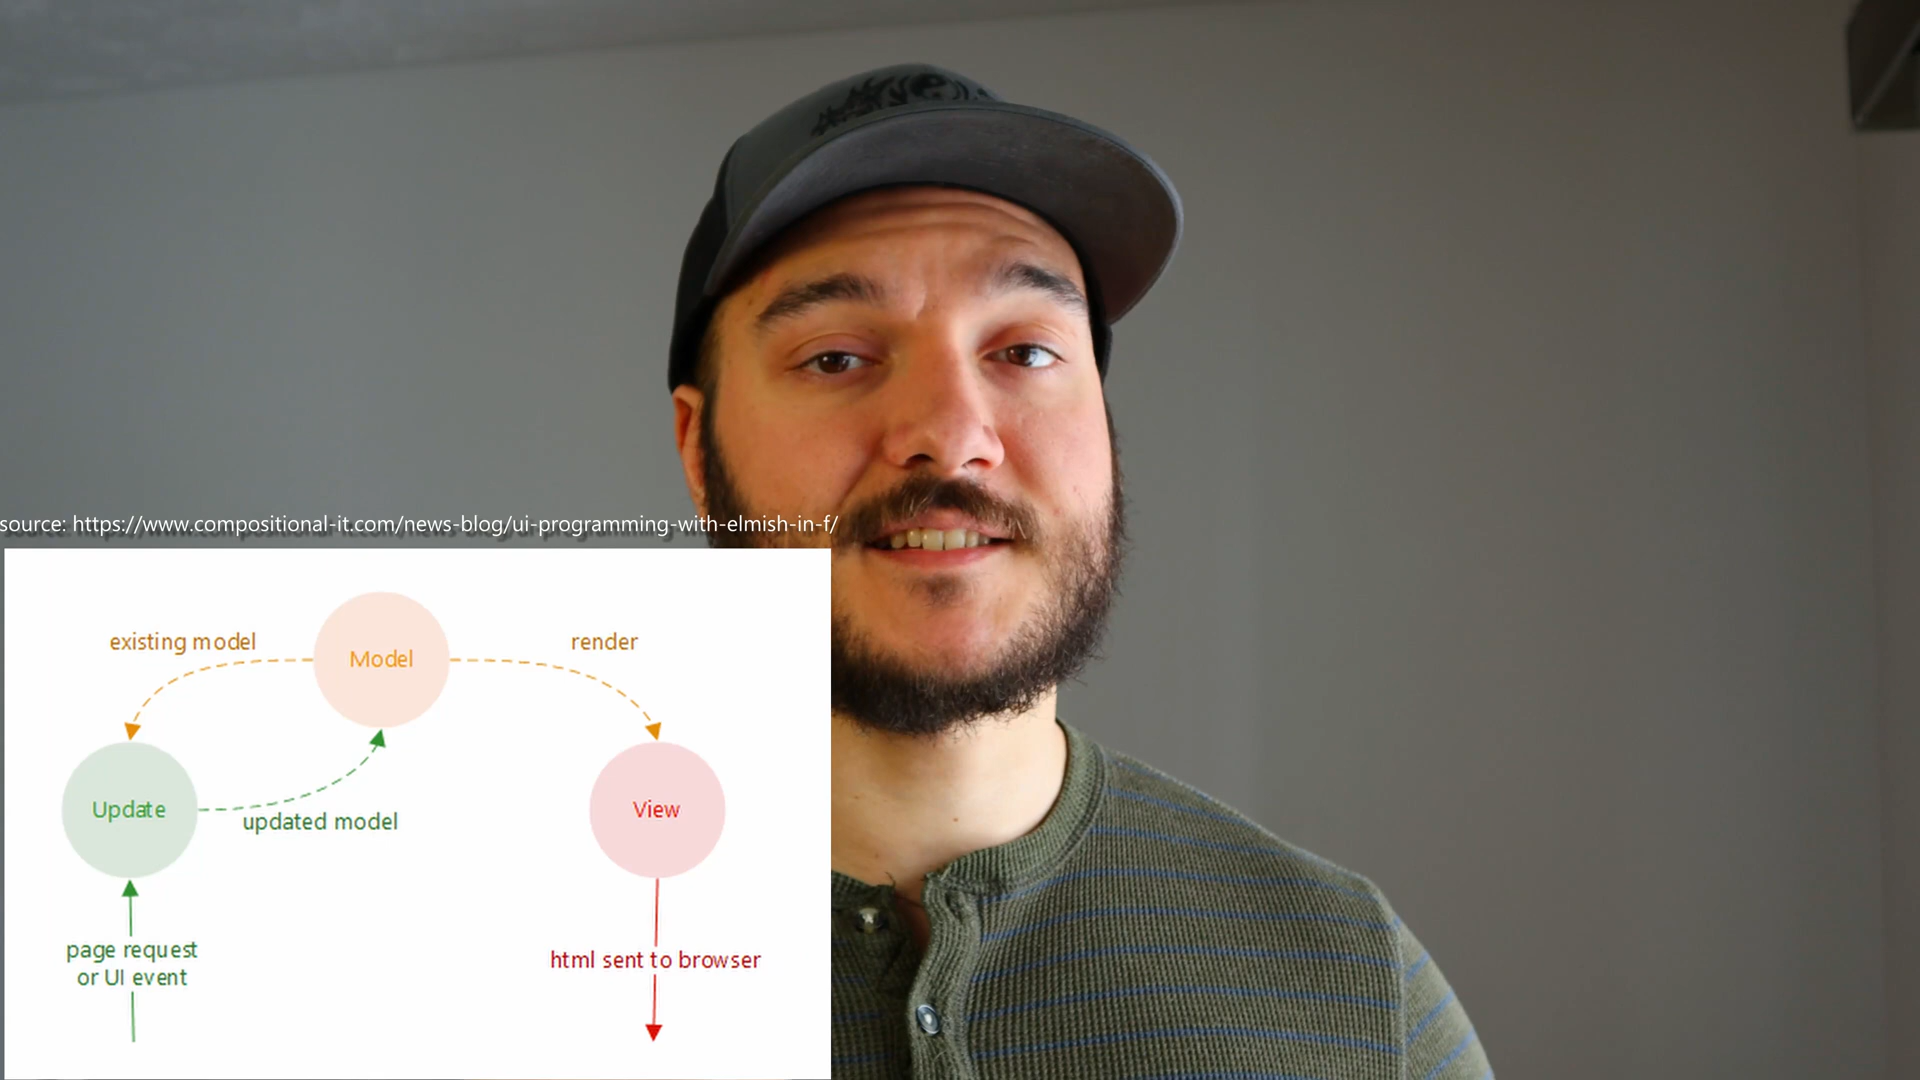 source: https://www.compositional-it.com/news-blog/ui-programming-with-elmish-in-f/
existing model
render
Model
Update
View
updated model
page request
or UI event
html sent to browser